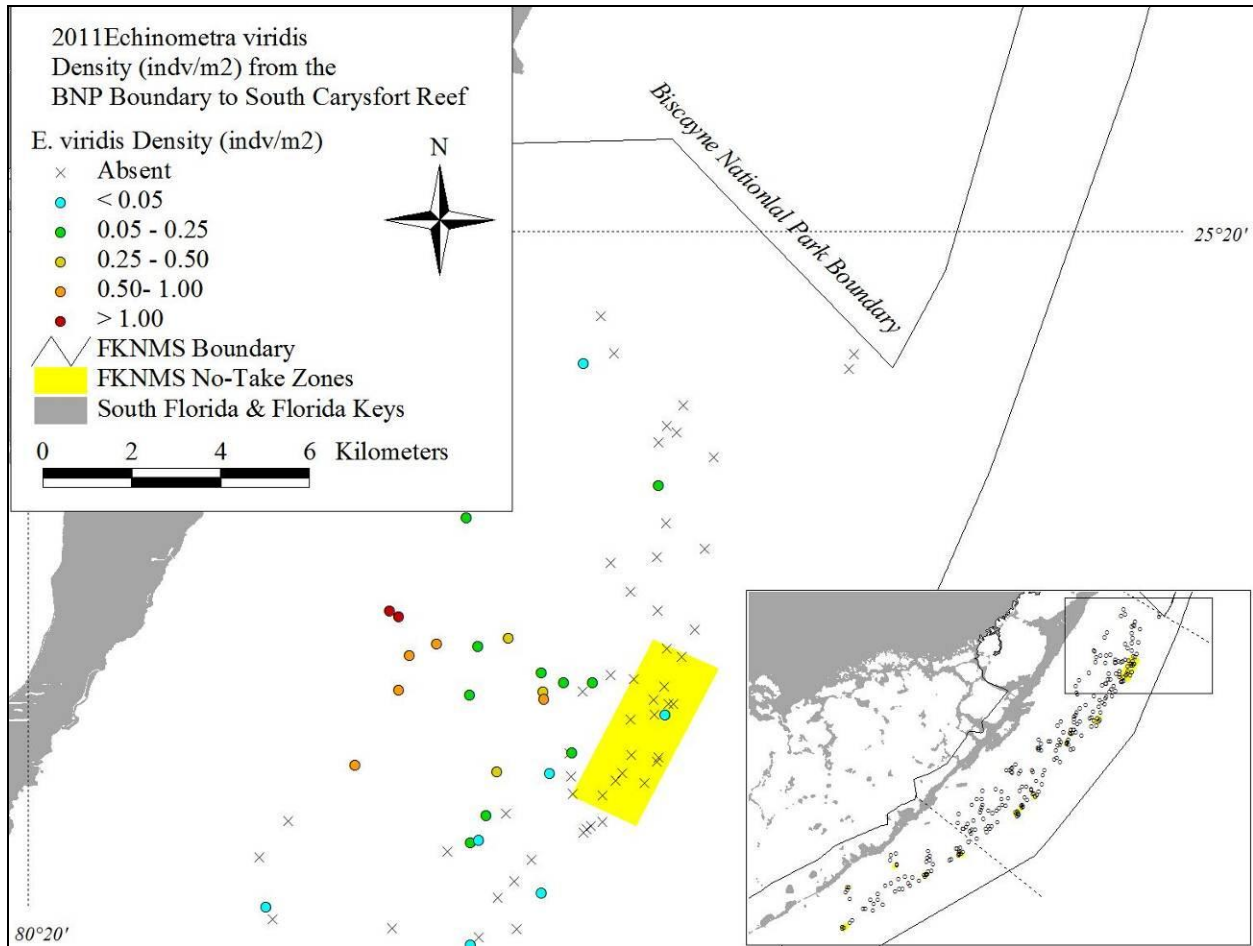 2011Echinometra viridis
Density (indv/m2) from the
BNP Boundary to South Carysfort Reef
E. viridis Density (indv/m2)
Absent
< 0.05
0.05 - 0.25
0.25 - 0.50
0.50- 1.00
> 1.00
FKNMS Boundary
FKNMS No-Take Zones
South Florida & Florida Keys
0 2 4 6 Kilometers
N
Biscayne Nationlal Park Boundary
25°20'
80°20'